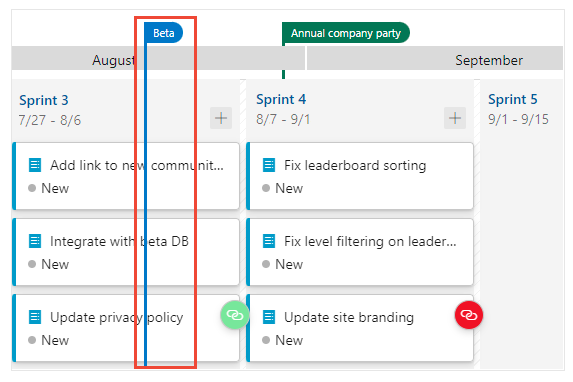 Beta
Annual company party
August
September
Sprint 3
7/27 - 8/6
Sprint 4
8/7 - 9/1
Sprint 5
9/1 - 9/15
Add link to new communit...
New
Fix leaderboard sorting
New
Integrate with beta DB
New
Fix level filtering on leader...
New
Update privacy policy
New
Update site branding
New